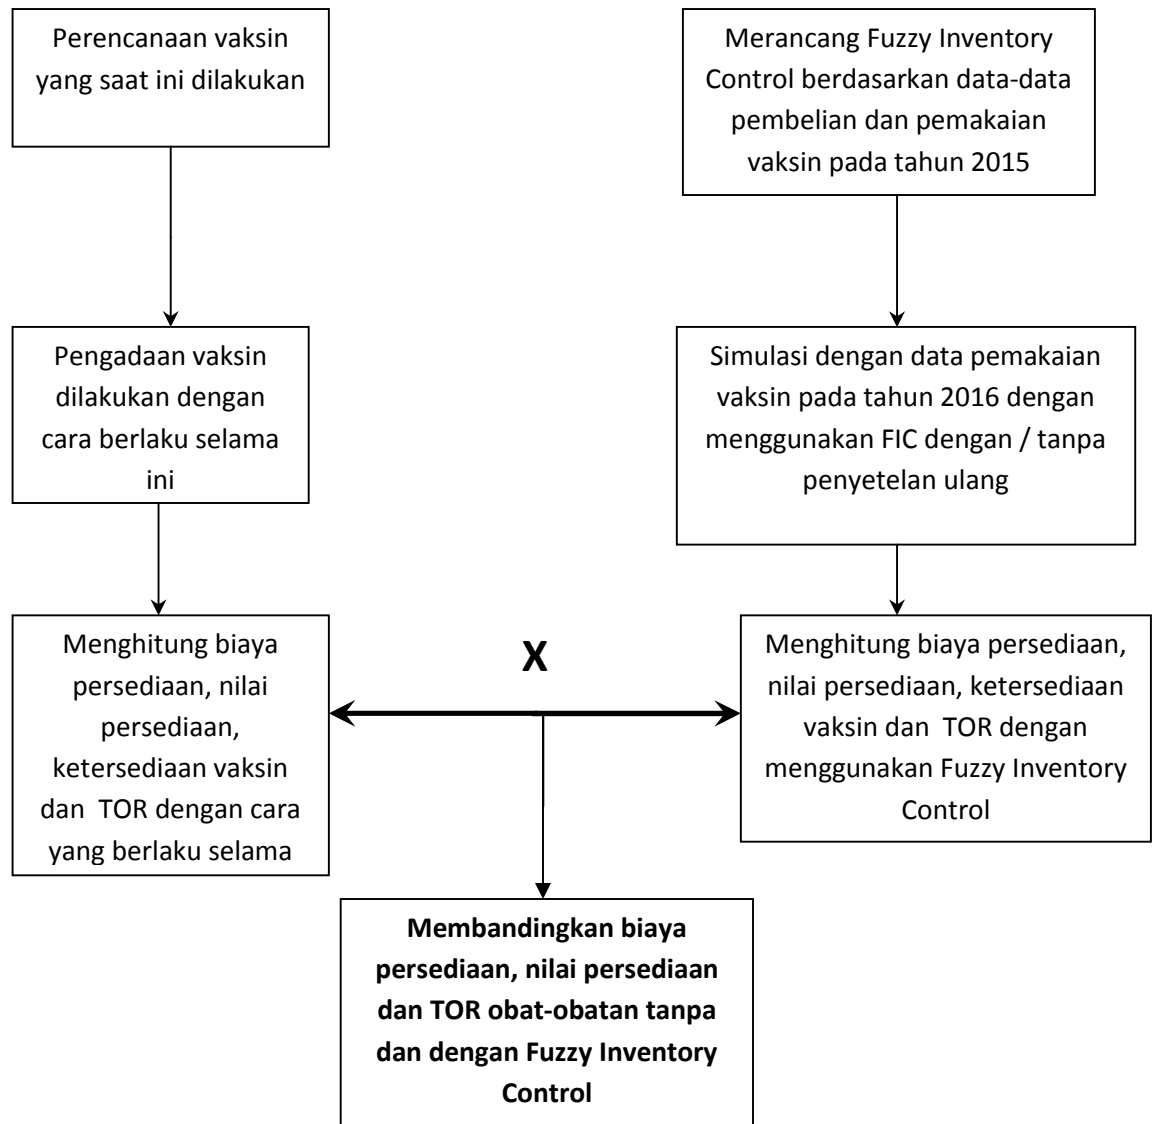 Perencanaan vaksin
yang saat ini dilakukan
Merancang Fuzzy Inventory
Control berdasarkan data-data
pembelian dan pemakaian
vaksin pada tahun 2015
Pengadaan vaksin
dilakukan dengan
cara berlaku selama
ini
Simulasi dengan data pemakaian
vaksin pada tahun 2016 dengan
menggunakan FIC dengan / tanpa
penyetelan ulang
Menghitung biaya
persediaan, nilai
persediaan,
ketersediaan vaksin
dan TOR dengan cara
yang berlaku selama
X
Menghitung biaya persediaan,
nilai persediaan, ketersediaan
vaksin dan TOR dengan
menggunakan Fuzzy Inventory
Control
Membandingkan biaya
persediaan, nilai persediaan
dan TOR obat-obatan tanpa
dan dengan Fuzzy Inventory
Control